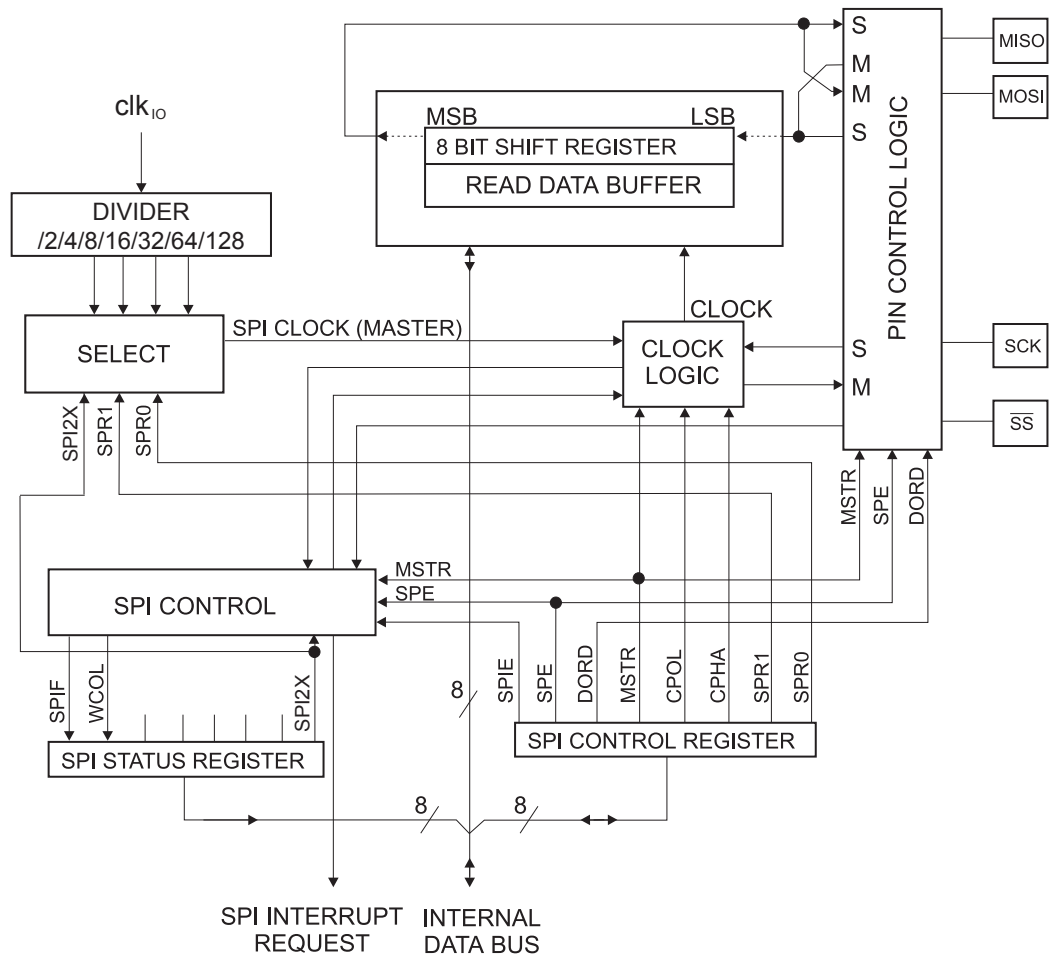 S
MISO
M
M
MOSI
clk IO
MSB
LSB
S
8 BIT SHIFT REGISTER
READ DATA BUFFER
PIN CONTROL LOGIC
DIVIDER
/2/4/8/16/32/64/128
CLOCK
SPI CLOCK (MASTER)
SELECT
CLOCK
LOGIC
S
SCK
M
SPI2X
SPR1
SPR0
SS
MSTR
SPE
DORD
MSTR
SPE
SPI CONTROL
SPIF
WCOL
SPI2X
8
SPIE
SPE
DORD
MSTR
CPOL
CPHA
SPR1
SPR0
SPI STATUS REGISTER
SPI CONTROL REGISTER
8
8
SPI INTERRUPT
REQUEST
INTERNAL
DATA BUS